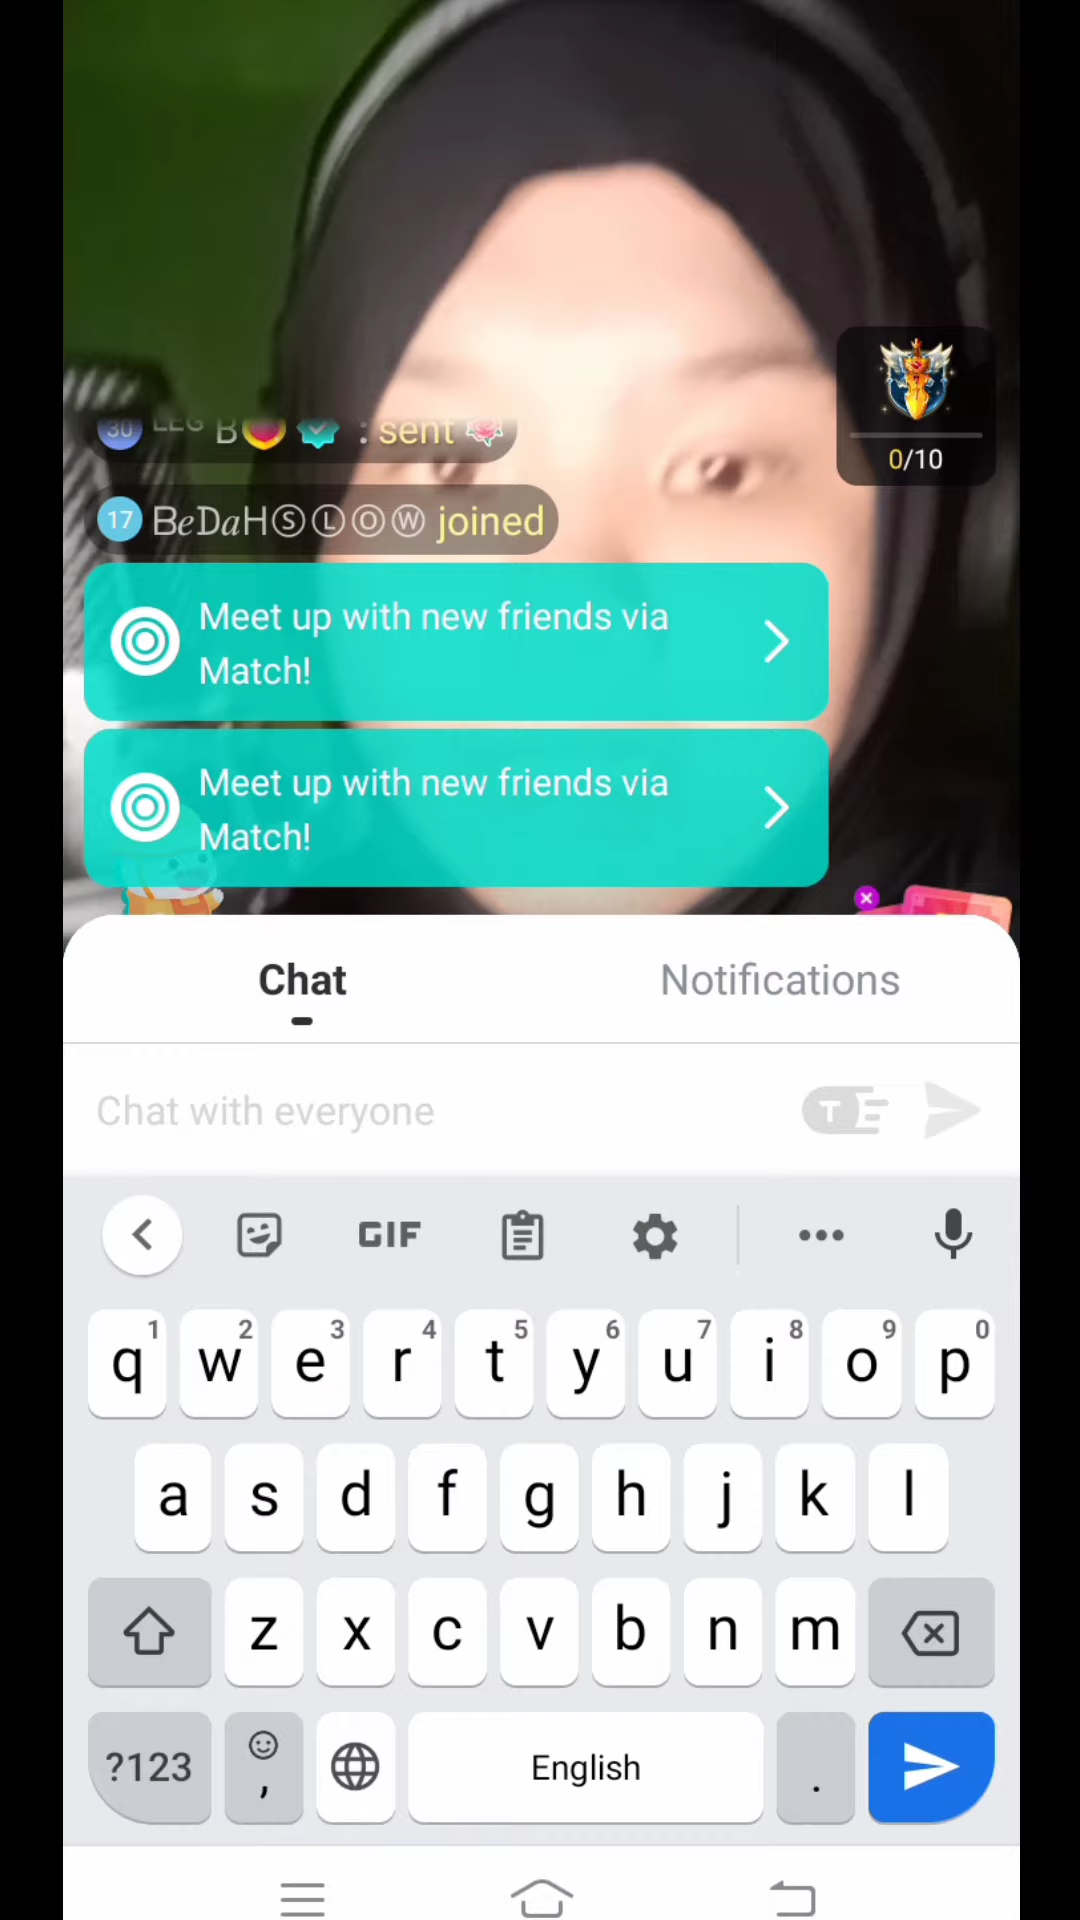 30 LEG B : sent
17 BeDaHⓈⓁⓄⓌ joined
0/10
Meet up with new friends via
Match!
Meet up with new friends via
Match!
Chat Notifications
Chat with everyone
T
GIF
1 2 3 4 5 6 7 8 9 0
q w e r t y u i o p
a s d f g h j k l
z x c v b n m
?123 , English .